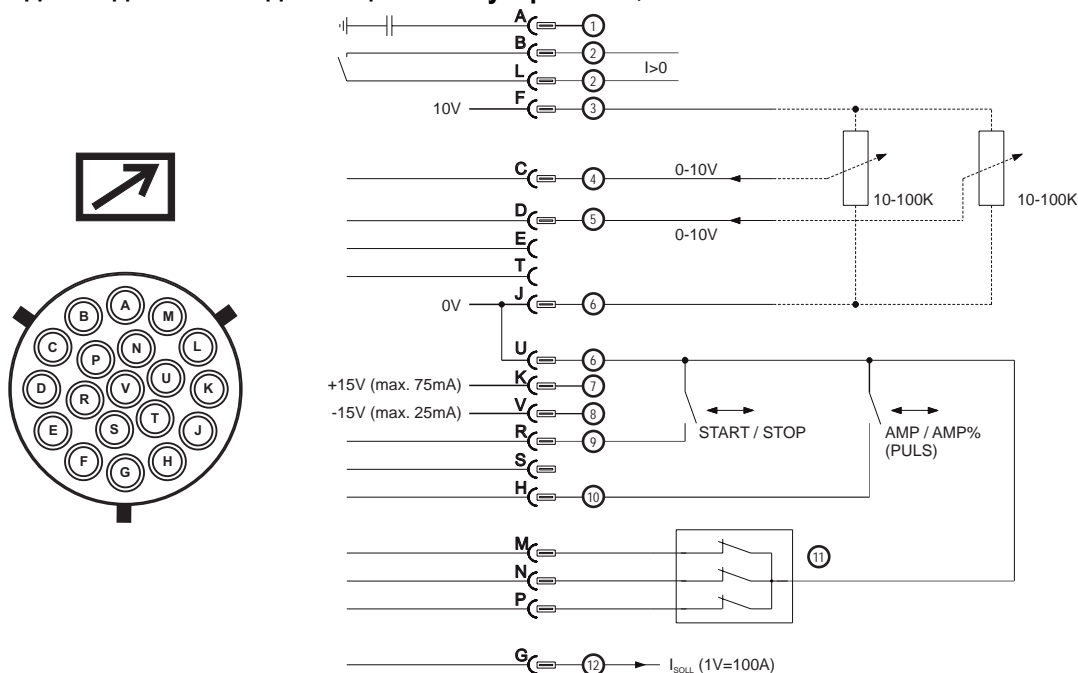 A 1
B 2
I>0
L 2
10V F 3
C 4 0-10V
10-100K 10-100K
D 5
0-10V
E
T
0V J 6
U 6
+15V (max. 75mA) K 7
-15V (max. 25mA) V 8
R 9
START / STOP
AMP / AMP%
(PULS)
S
H 10
M
11
N
P
G 12 I SOLL (1V=100A)
A
B M
N
C L
P
U
D V K
R
T
E S J
F H
G